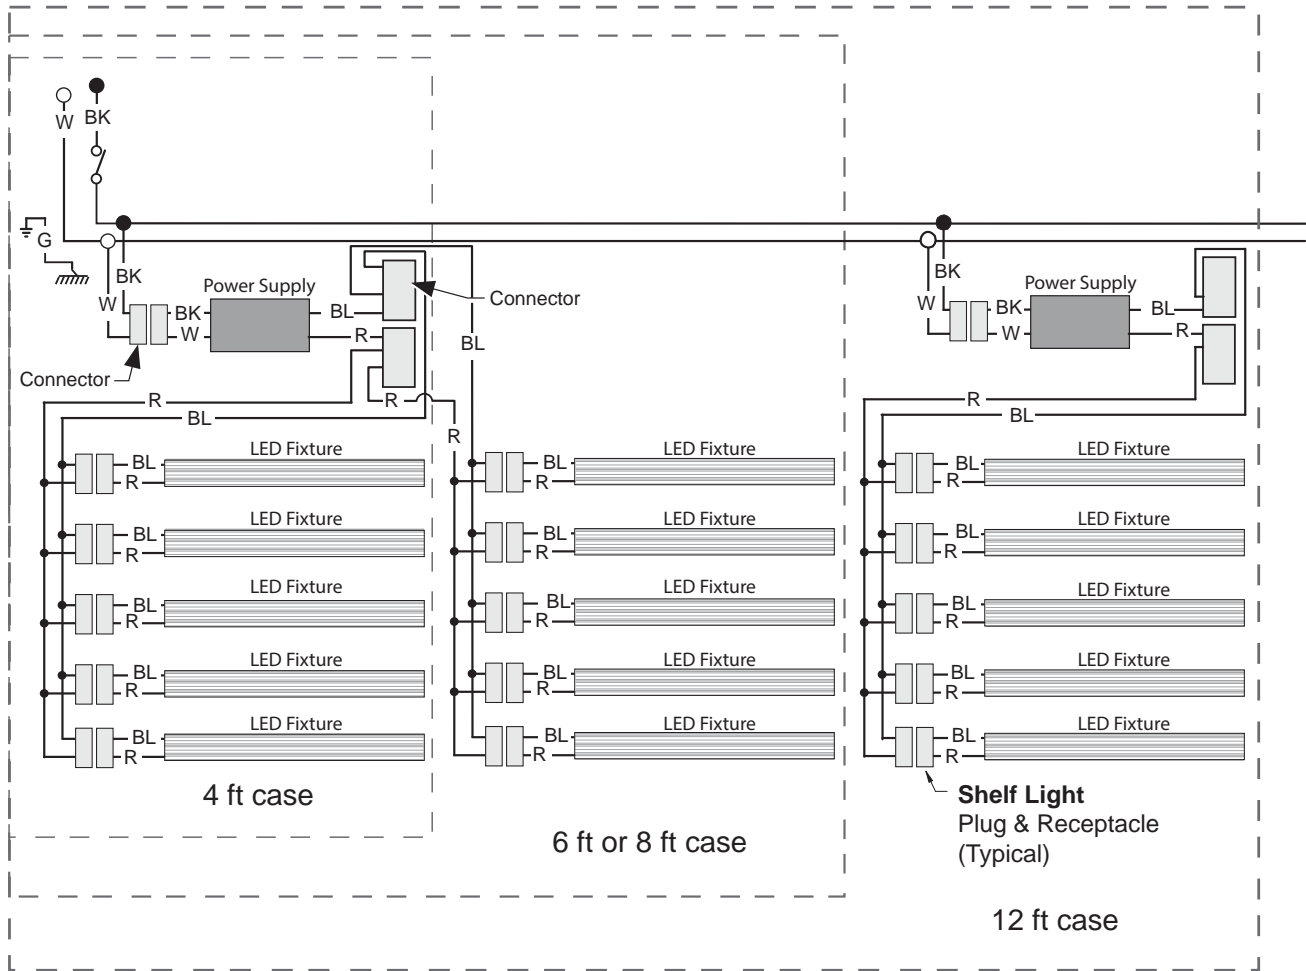 W
BK
G
BK
W
BK
W
Power Supply
BL
R
Connector
Connector
BL
R
R
BL
R
BK
W
BK
W
Power Supply
BL
R
R
BL
LED Fixture
BL
R
LED Fixture
BL
R
LED Fixture
BL
R
LED Fixture
BL
R
LED Fixture
BL
R
LED Fixture
BL
R
LED Fixture
BL
R
LED Fixture
BL
R
LED Fixture
BL
R
LED Fixture
BL
R
LED Fixture
BL
R
LED Fixture
BL
R
LED Fixture
BL
R
LED Fixture
BL
R
LED Fixture
BL
R
4 ft case
6 ft or 8 ft case
Shelf Light
Plug & Receptacle
(Typical)
12 ft case